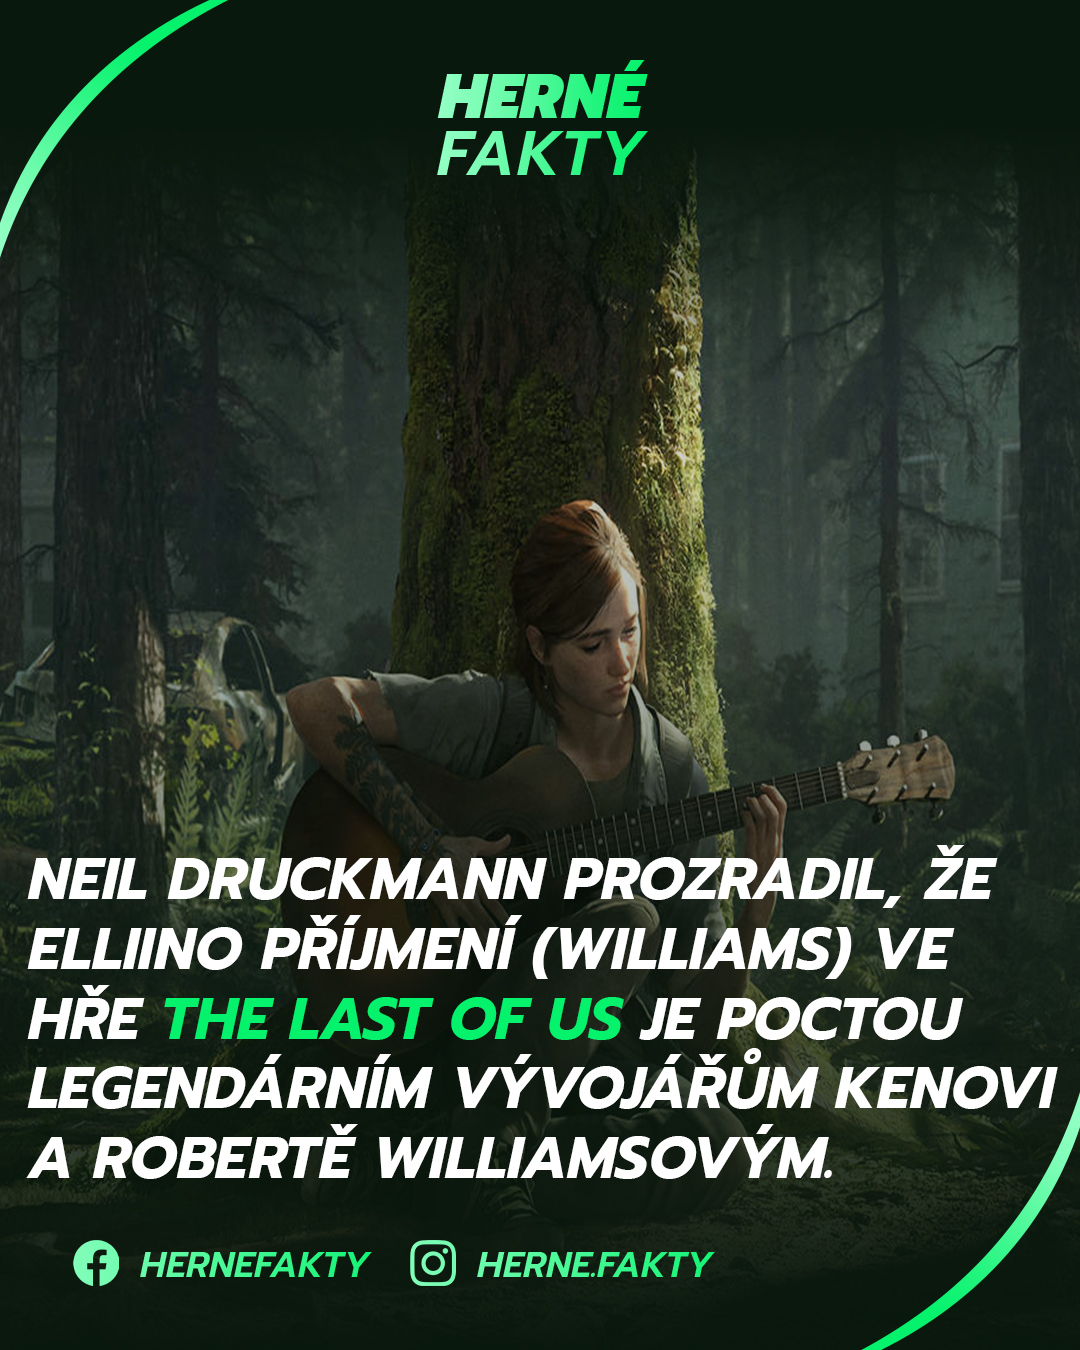 HERNÉ
FAKTY
NEIL DRUCKMANN PROZRADIL, ŽE
ELLIINO PŘÍJMENÍ (WILLIAMS) VE
HŘE THE LAST OF US JE POCTOU
LEGENDÁRNÍM VÝVOJÁŘŮM KENOVI
A ROBERTĚ WILLIAMSOVÝM.
HERNEFAKTY HERNE.FAKTY